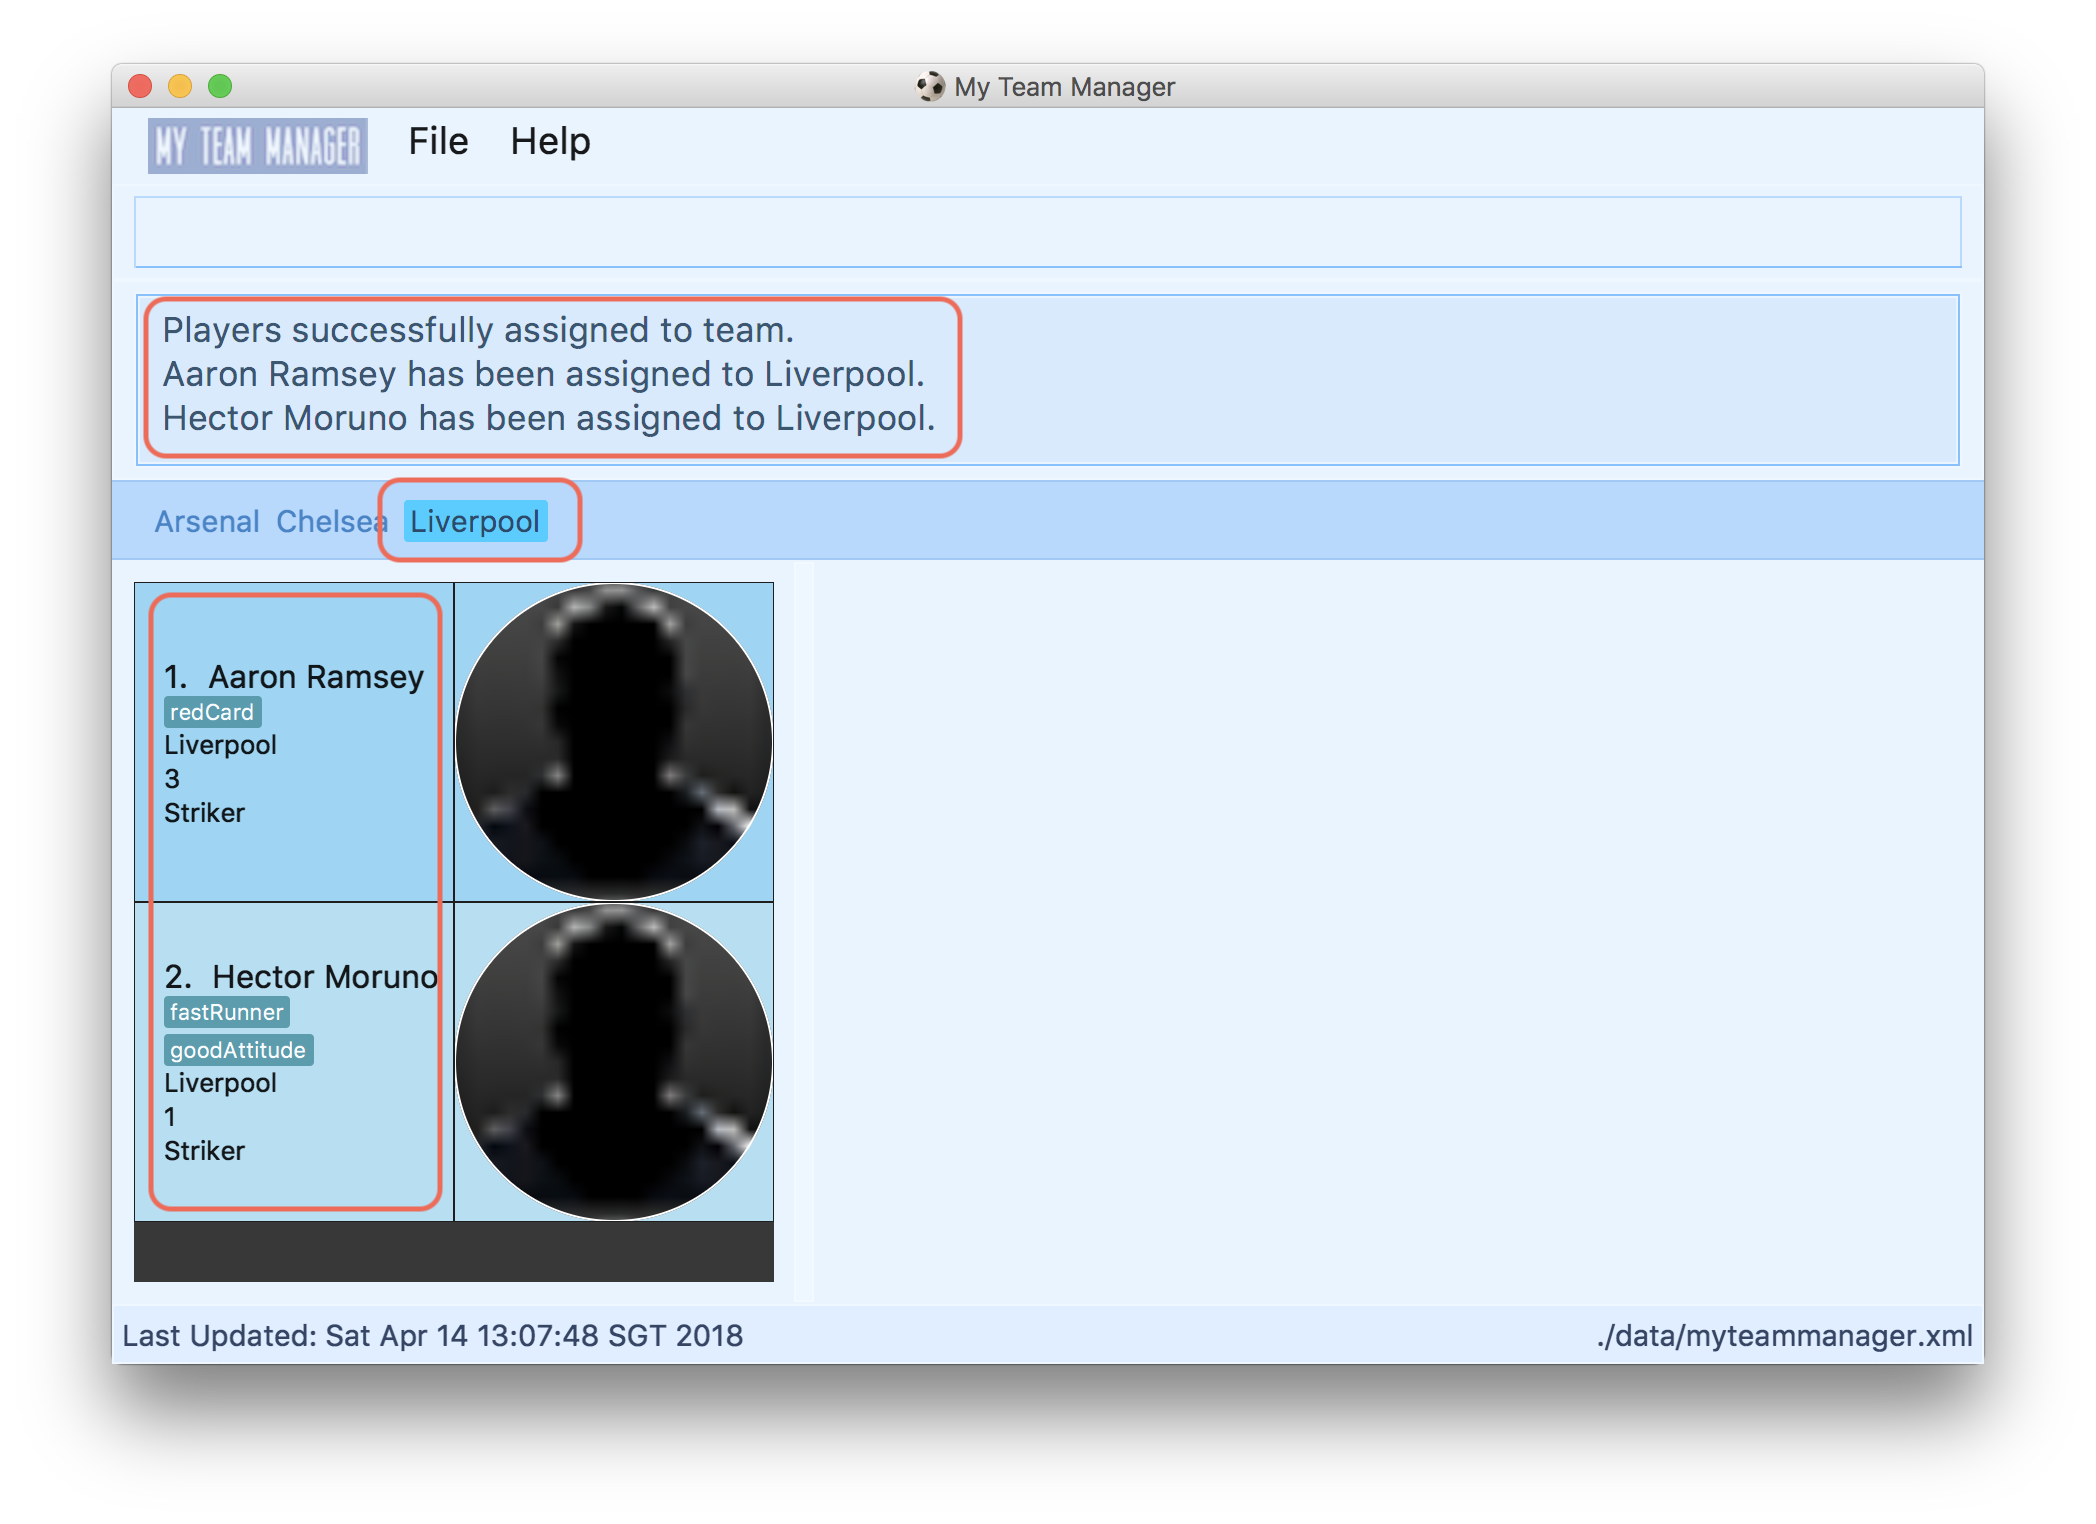 My Team Manager
MY TEAM MANAGER File Help
Players successfully assigned to team.
Aaron Ramsey has been assigned to Liverpool.
Hector Moruno has been assigned to Liverpool.
Arsenal Chelsea Liverpool
1. Aaron Ramsey
redCard
Liverpool
3
Striker
2. Hector Moruno
fastRunner
goodAttitude
Liverpool
1
Striker
Last Updated: Sat Apr 14 13:07:48 SGT 2018 ./data/myteammanager.xml